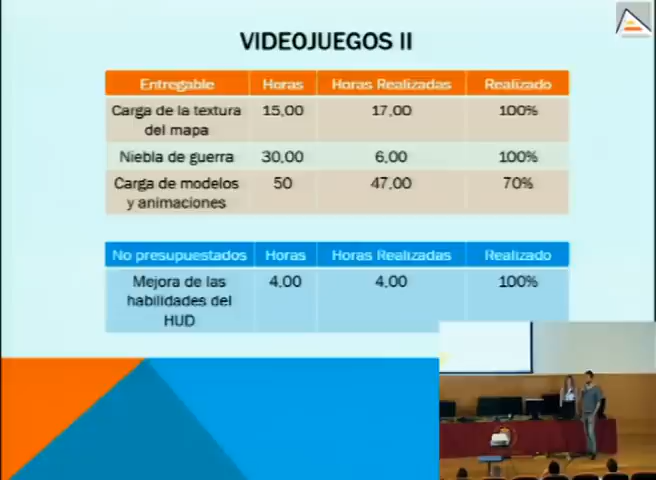 VIDEOJUEGOS II
Entregable Horas Horas Realizadas Realizado
Carga de la textura del mapa 15,00 17,00 100%
Niebla de guerra 30,00 6,00 100%
Carga de modelos y animaciones 50 47,00 70%
No presupuestados Horas Horas Realizadas Realizado
Mejora de las habilidades del HUD 4,00 4,00 100%